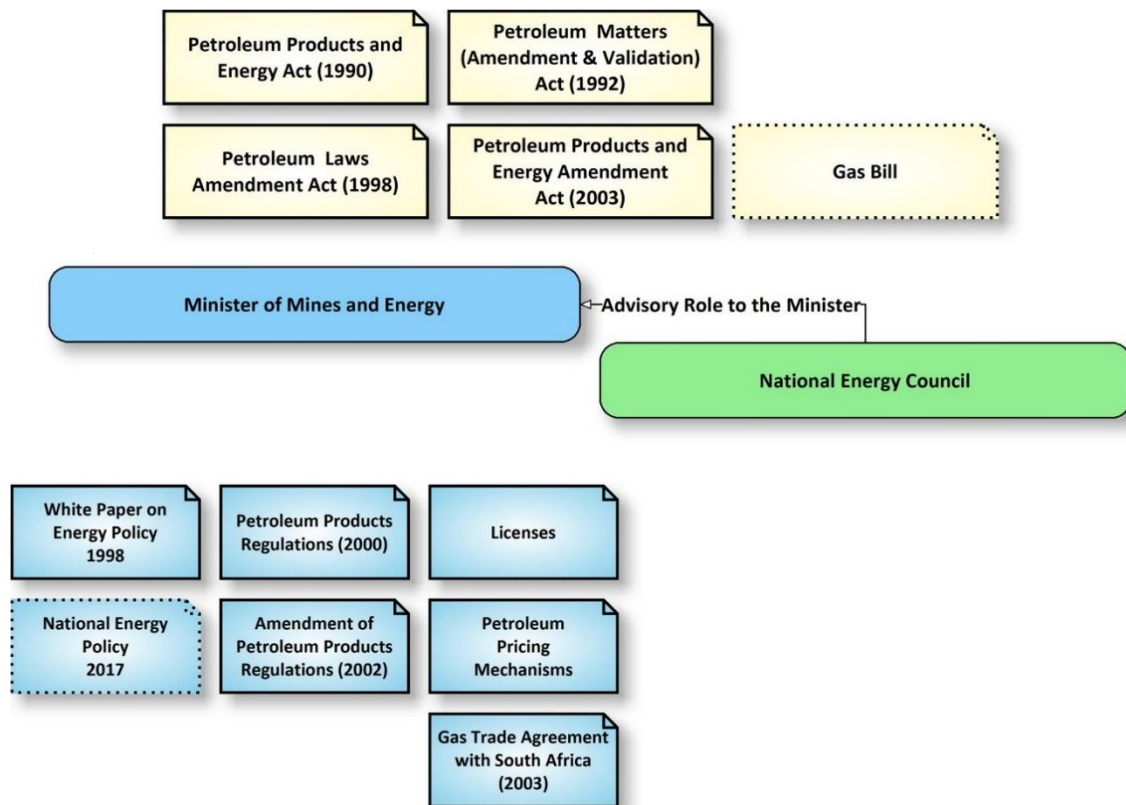 Petroleum Products and
Energy Act (1990)
Petroleum Matters
(Amendment & Validation)
Act (1992)
Petroleum Laws
Amendment Act (1998)
Petroleum Products and
Energy Amendment
Act (2003)
Gas Bill
Minister of Mines and Energy
Advisory Role to the Minister
National Energy Council
White Paper on
Energy Policy
1998
Petroleum Products
Regulations (2000)
Licenses
National Energy
Policy
2017
Amendment of
Petroleum Products
Regulations (2002)
Petroleum
Pricing
Mechanisms
Gas Trade Agreement
with South Africa
(2003)